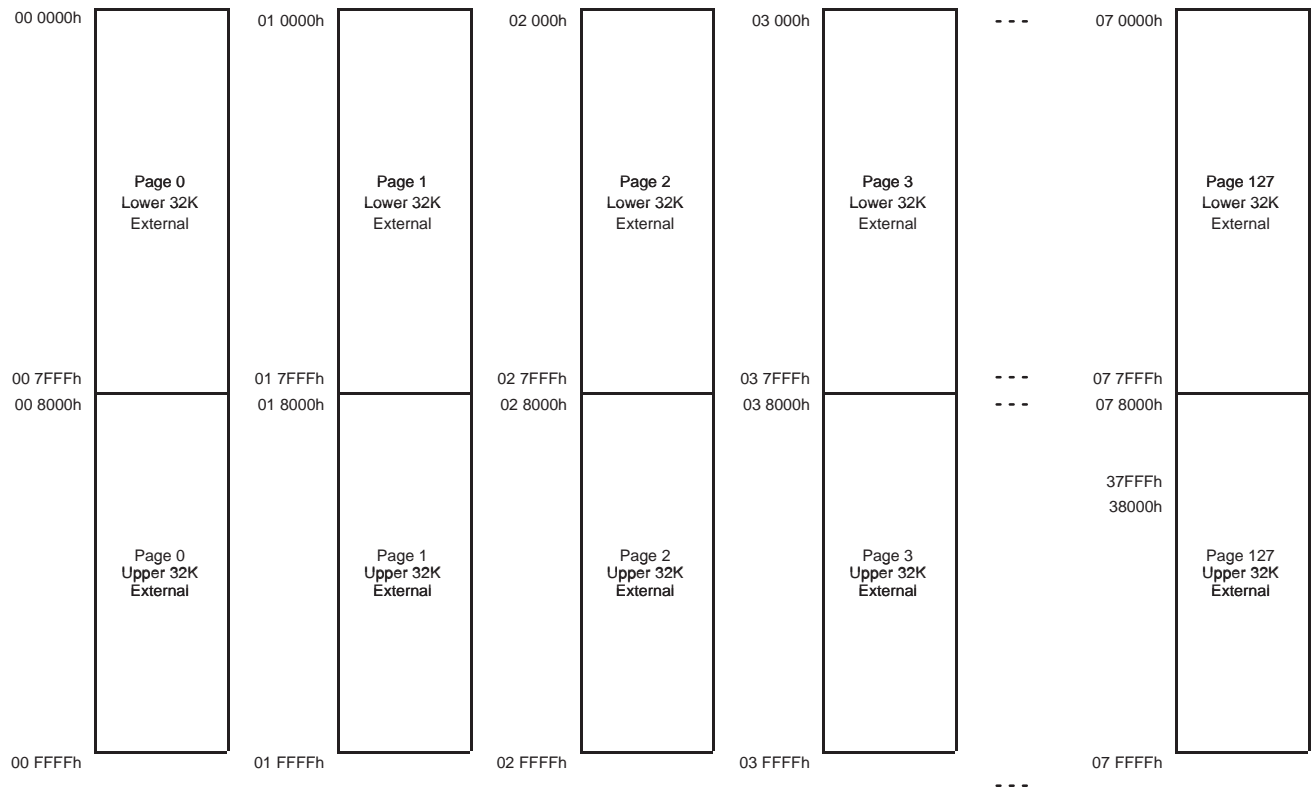 00 0000h
01 0000h
02 000h
03 000h
- - -
07 0000h
Page 0
Lower 32K
External
Page 1
Lower 32K
External
Page 2
Lower 32K
External
Page 3
Lower 32K
External
Page 127
Lower 32K
External
00 7FFFh
01 7FFFh
02 7FFFh
03 7FFFh
- - -
07 7FFFh
00 8000h
01 8000h
02 8000h
03 8000h
- - -
07 8000h
37FFFh
38000h
Page 0
Upper 32K
External
Page 1
Upper 32K
External
Page 2
Upper 32K
External
Page 3
Upper 32K
External
Page 127
Upper 32K
External
00 FFFFh
01 FFFFh
02 FFFFh
03 FFFFh
07 FFFFh
- - -